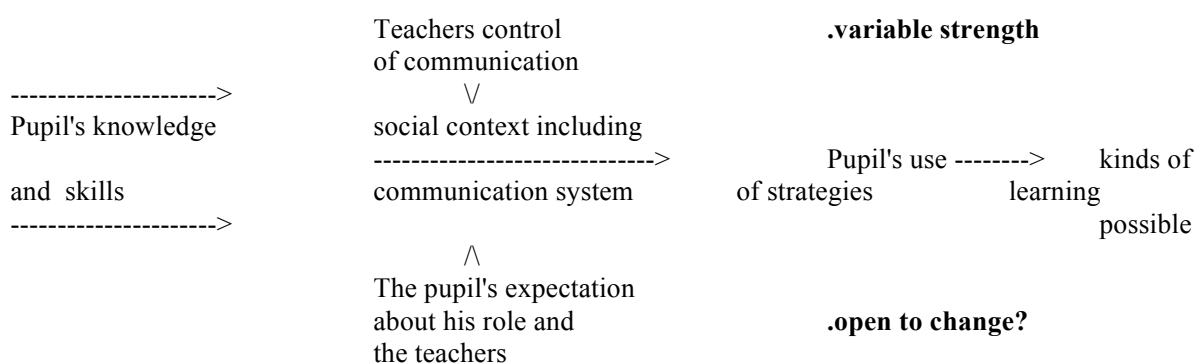 Teachers control .variable strength
of communication
----------------------> \/
Pupil's knowledge social context including
------------------------------> Pupil's use --------> kinds of
and skills communication system of strategies learning
----------------------> possible
/\
The pupil's expectation
about his role and .open to change?
the teachers